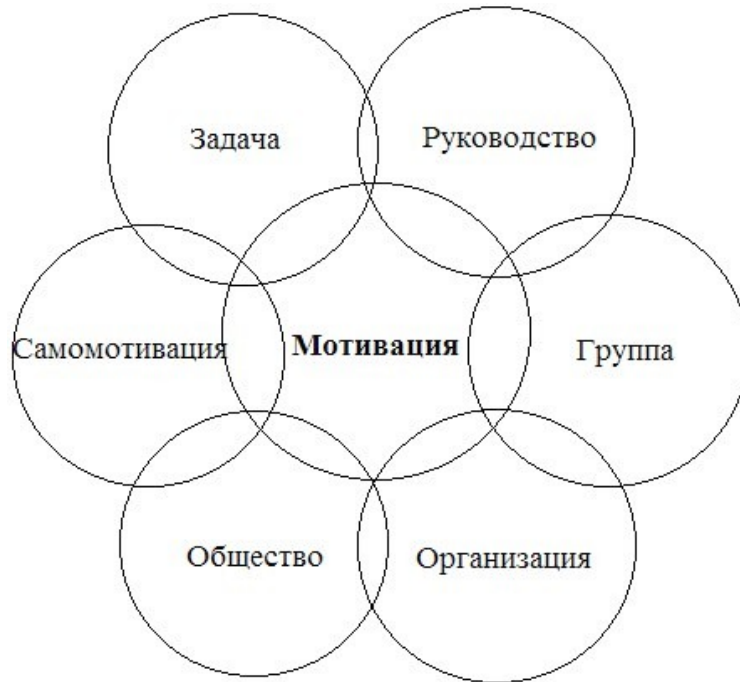 Задача
Руководство
Самомотивация
Мотивация
Группа
Общество
Организация